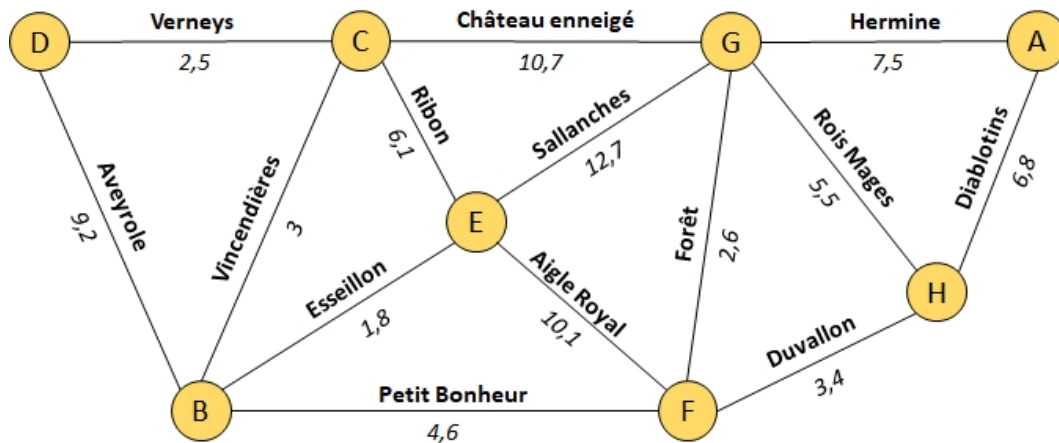 Verneys
Château enneigé
Hermine
D
C
G
A
2,5
10,7
7,5
Ribon
6,1
Sallanches
12,7
Rois Mages
5,5
Diablotins
6,8
Aveyrole
9,2
Vincendières
3
E
Forêt
2,6
Esseillon
1,8
Aigle Royal
10,1
H
Duvallon
3,4
Petit Bonheur
B
F
4,6